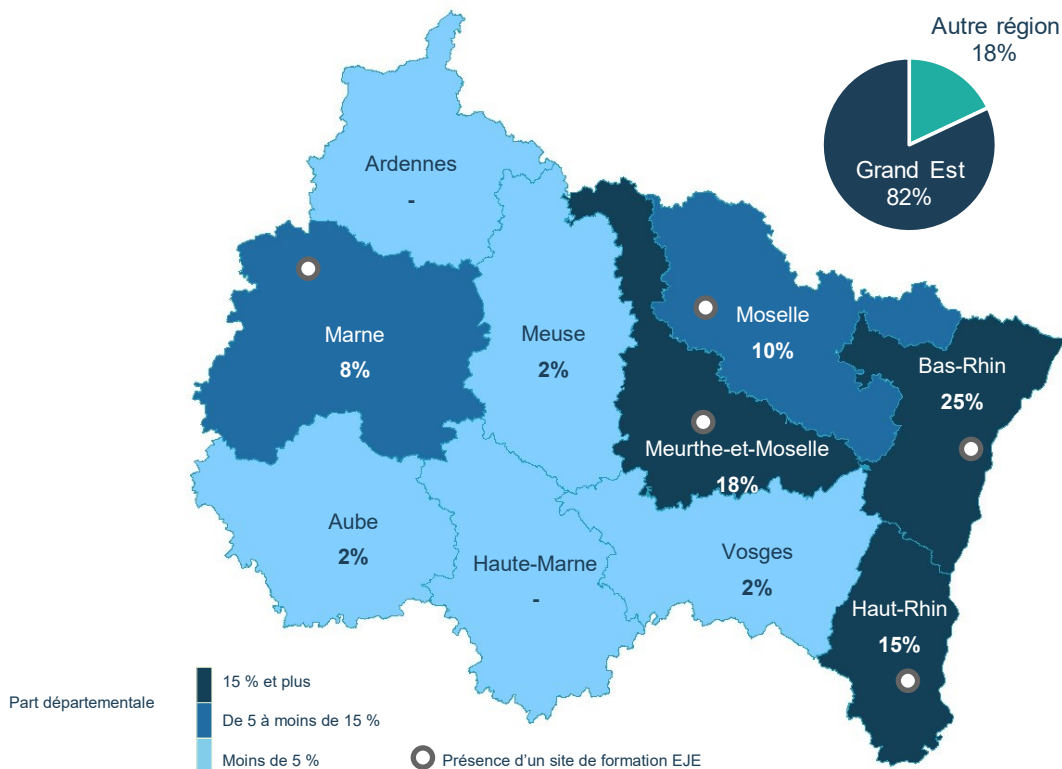 Autre région
18%
Grand Est
82%
Ardennes
-
Marne
8%
Meuse
2%
Moselle
10%
Bas-Rhin
25%
Meurthe-et-Moselle
18%
Aube
2%
Haute-Marne
-
Vosges
2%
Haut-Rhin
15%
Part départementale
15 % et plus
De 5 à moins de 15 %
Moins de 5 %
Présence d’un site de formation EJE